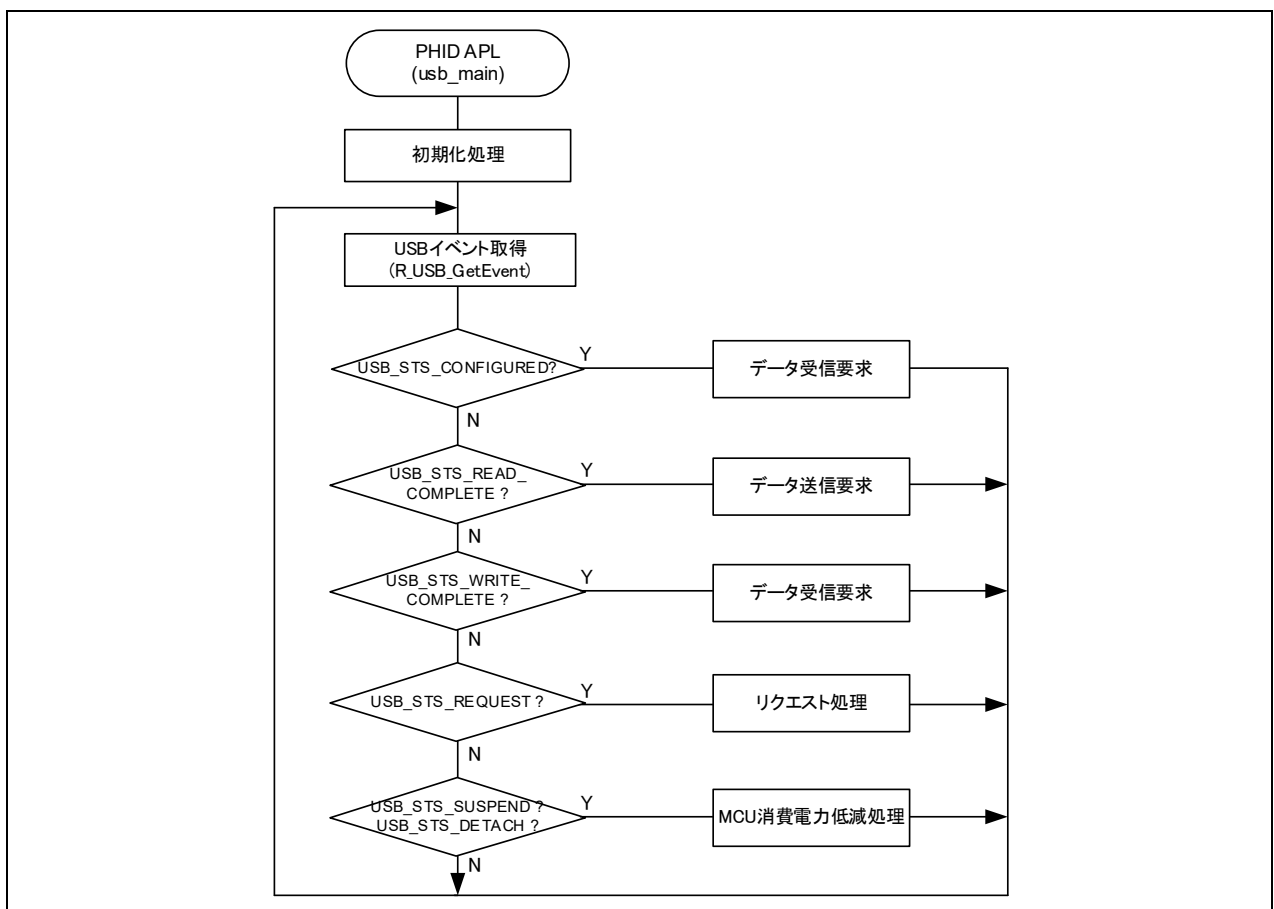 PHID APL
(usb_main)
初期化処理
USBイベント取得
(R_USB_GetEvent)
USB_STS_CONFIGURED?
Y
データ受信要求
N
USB_STS_READ_
COMPLETE ?
Y
データ送信要求
N
USB_STS_WRITE_
COMPLETE ?
Y
データ受信要求
N
USB_STS_REQUEST ?
Y
リクエスト処理
N
USB_STS_SUSPEND ?
USB_STS_DETACH ?
Y
MCU消費電力低減処理
N